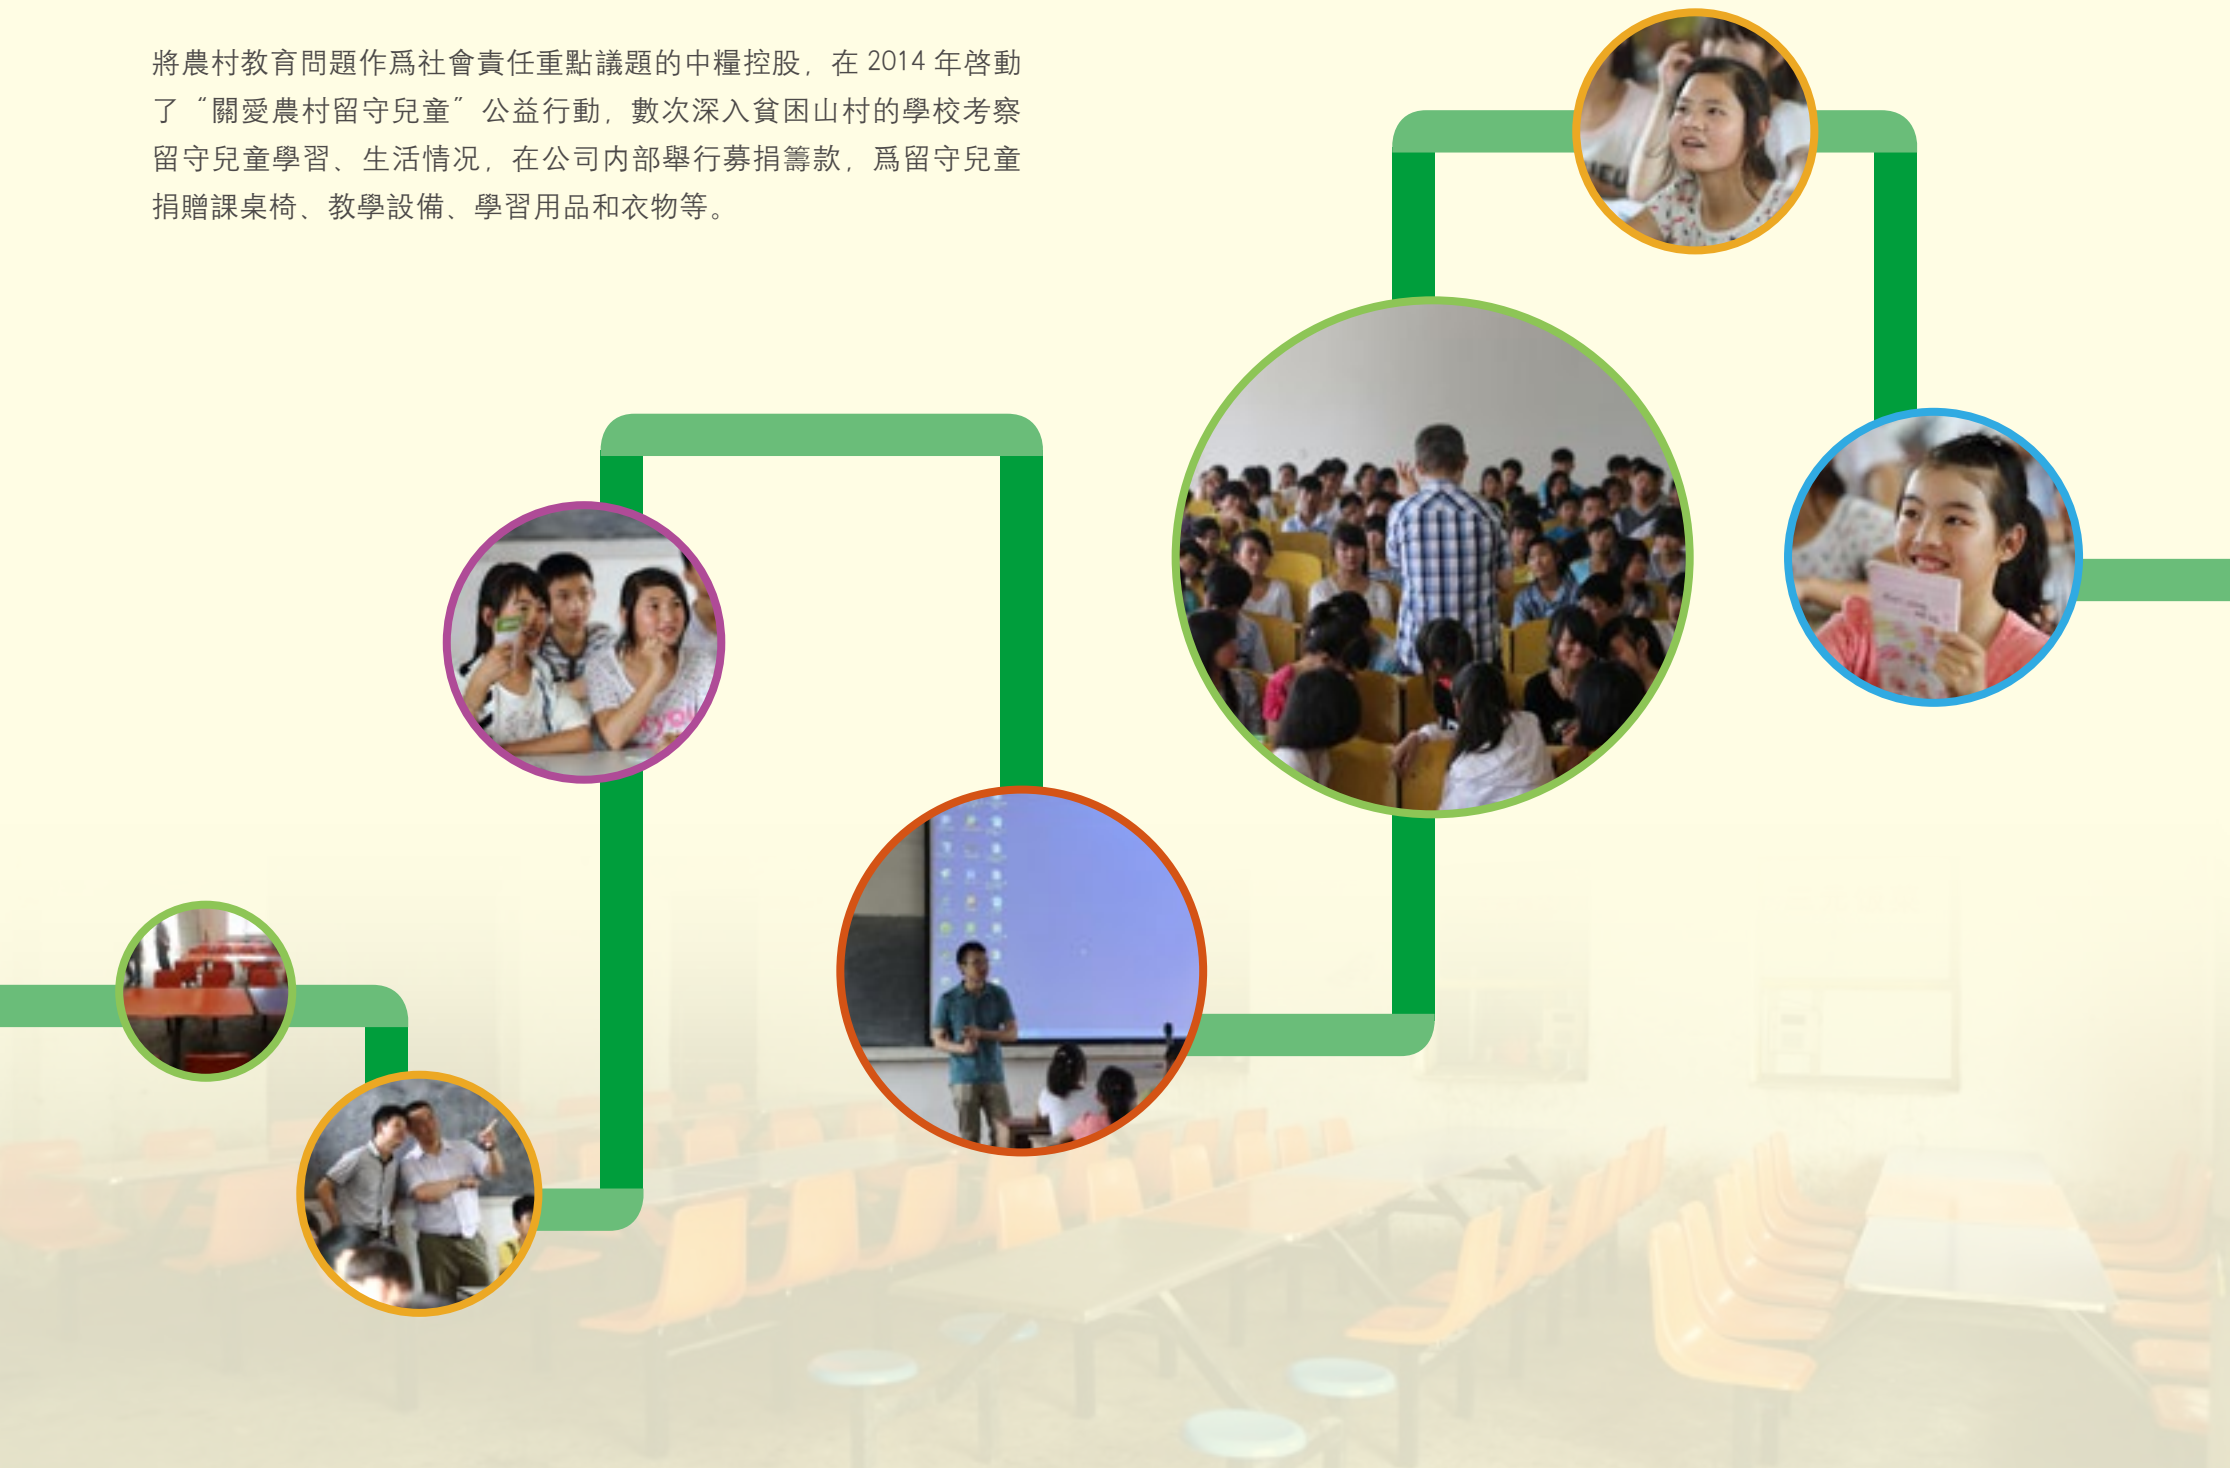 將農村教育問題作爲社會責任重點議題的中糧控股，在 2014 年啓動
了“關愛農村留守兒童”公益行動，數次深入貧困山村的學校考察
留守兒童學習、生活情况，在公司内部舉行募捐籌款，爲留守兒童
捐贈課桌椅、教學設備、學習用品和衣物等。